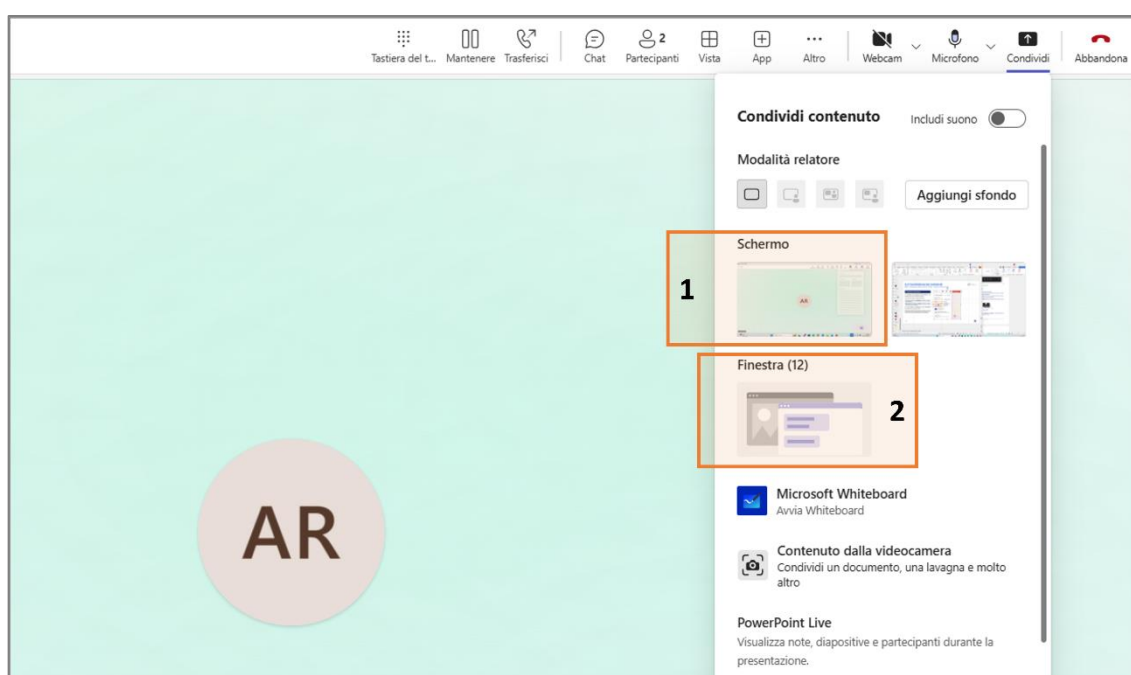 2
Tastiera del t... Mantenere Trasferisci Chat Partecipanti Vista App Altro Webcam Microfono Condividi Abbandona
Condividi contenuto Includi suono
Modalità relatore
Aggiungi sfondo
Schermo
1
AR
Finestra (12)
2
Microsoft Whiteboard
Avvia Whiteboard
AR
Contenuto dalla videocamera
Condividi un documento, una lavagna e molto
altro
PowerPoint Live
Visualizza note, diapositive e partecipanti durante la
presentazione.